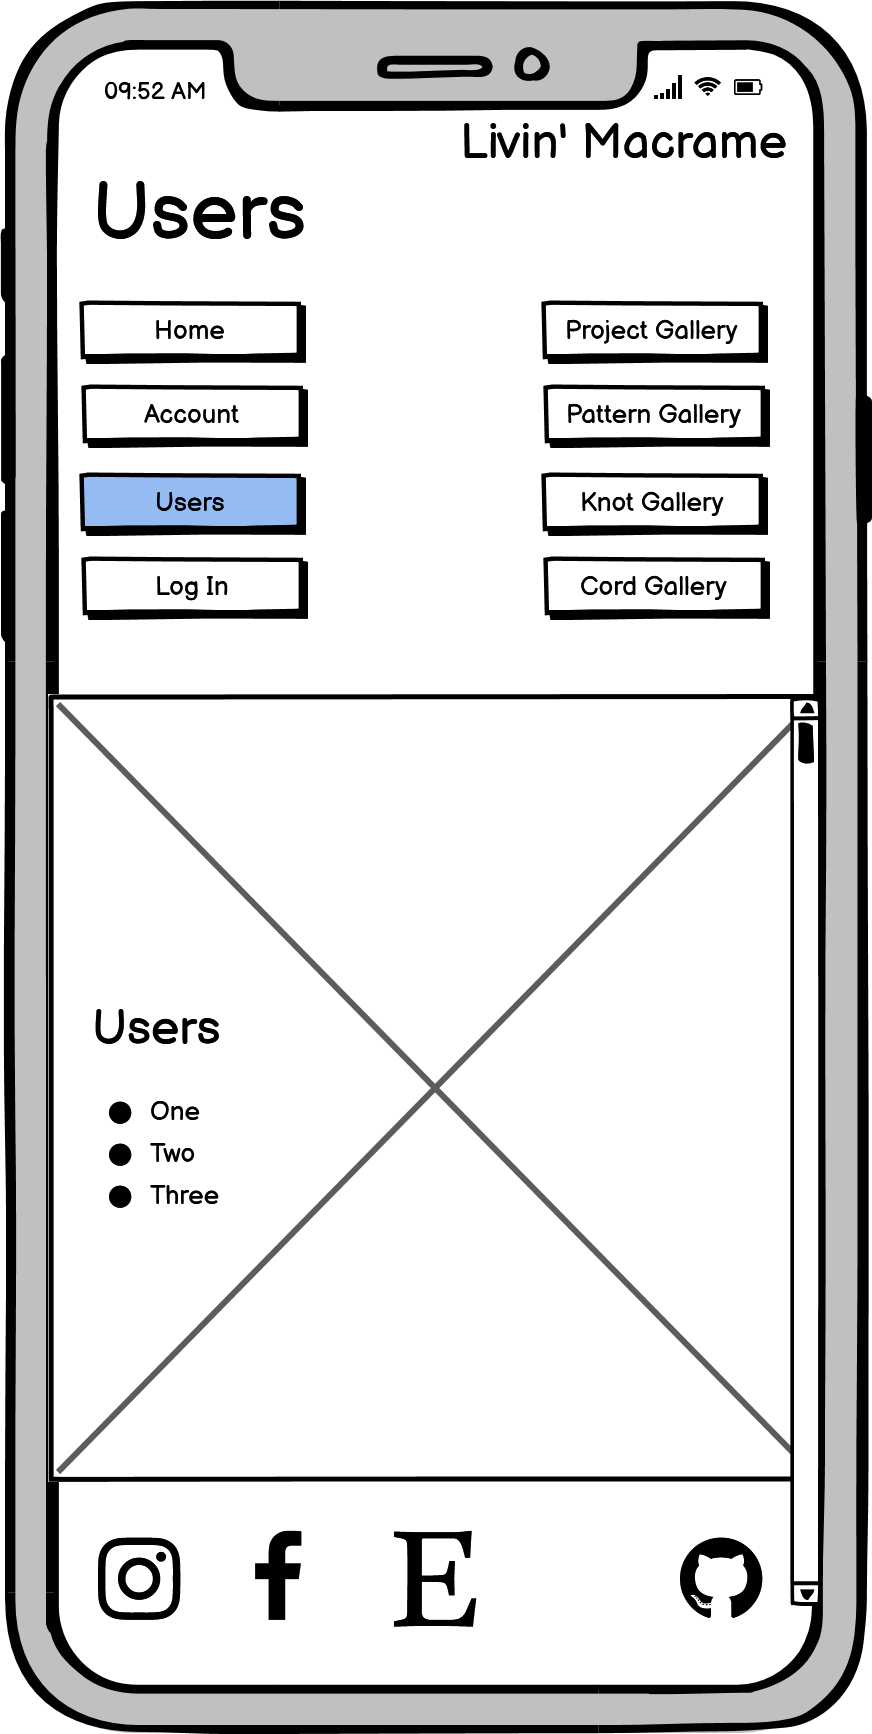 09:52 AM
Livin' Macrame
Users
Home
Project Gallery
Account
Pattern Gallery
Users
Knot Gallery
Log In
Cord Gallery
Users
One
Two
Three
E